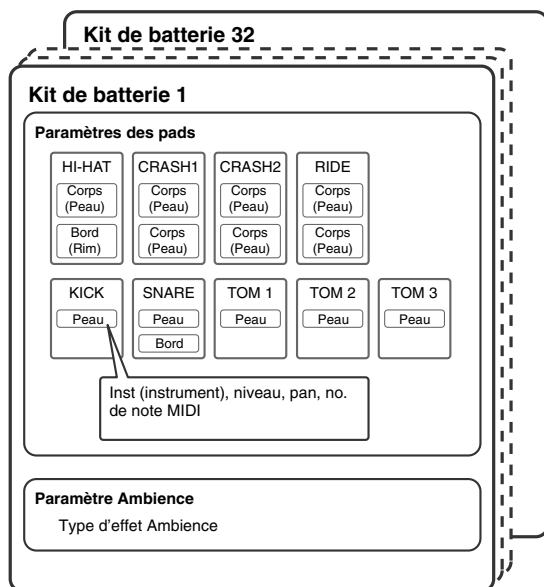 Kit de batterie 32
Kit de batterie 1
Paramètres des pads
HI-HAT
Corps
(Peau)
Bord
(Rim)
CRASH1
Corps
(Peau)
Corps
(Peau)
CRASH2
Corps
(Peau)
Corps
(Peau)
RIDE
Corps
(Peau)
Corps
(Peau)
KICK
Peau
SNARE
Peau
Bord
TOM 1
Peau
TOM 2
Peau
TOM 3
Peau
Inst (instrument), niveau, pan, no.
de note MIDI
Paramètre Ambience
Type d'effet Ambience